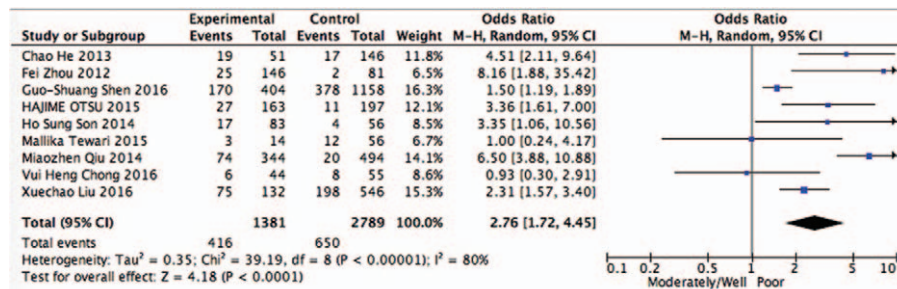 Experimental Control Odds Ratio Odds Ratio
Study or Subgroup Events Total Events Total Weight M-H, Random, 95% CI M-H, Random, 95% CI
Chao He 2013 19 51 17 146 11.8% 4.51 [2.11, 9.64]
Fei Zhou 2012 25 146 2 81 6.5% 8.16 [1.88, 35.42]
Guo-Shuang Shen 2016 170 404 378 1158 16.3% 1.50 [1.19, 1.89]
HAJIME OTSU 2015 27 163 11 197 12.1% 3.36 [1.61, 7.00]
Ho Sung Son 2014 17 83 4 56 8.5% 3.35 [1.06, 10.56]
Mallika Tewari 2015 3 14 12 56 6.7% 1.00 [0.24, 4.17]
Miaozhen Qiu 2014 74 344 20 494 14.1% 6.50 [3.88, 10.88]
Vui Heng Chong 2016 6 44 8 55 8.6% 0.93 [0.30, 2.91]
Xuechao Liu 2016 75 132 198 546 15.3% 2.31 [1.57, 3.40]
Total (95% CI) 1381 2789 100.0% 2.76 [1.72, 4.45]
Total events 416 650
Heterogeneity: Tau² = 0.35; Chi² = 39.19, df = 8 (P < 0.00001); I² = 80%
Test for overall effect: Z = 4.18 (P < 0.0001)
0.1 0.2 0.5 1 2 5 10
Moderately/Well Poor